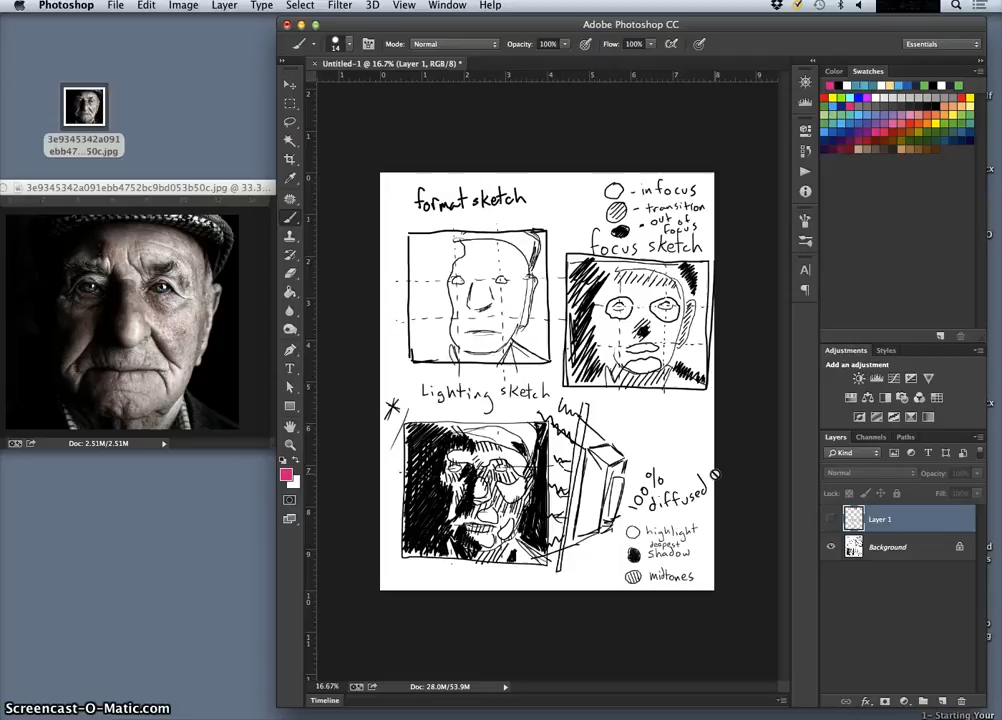 Photoshop File Edit Image Layer Type Select Filter 3D View Window Help
Adobe Photoshop CC
14 Mode: Normal Opacity: 100% Flow: 100% Essentials
Untitled-1 @ 16.7% (Layer 1, RGB/8) *
3e9345342a091
ebb47...50c.jpg
3e9345342a091ebb4752bc9bd053b50c.jpg @ 33.3...
Doc: 2.51M/2.51M
format sketch
- in focus
- transition
- out of
focus
focus sketch
Lighting sketch
%
100
diffused
highlight
deepest
shadow
midtones
16.67% Doc: 28.0M/53.9M
Timeline
Color Swatches
Adjustments Styles
Add an adjustment
Layers Channels Paths
Kind
Normal Opacity:
Lock: Fill:
Layer 1
Background
Screencast-O-Matic.com
1- Starting Your